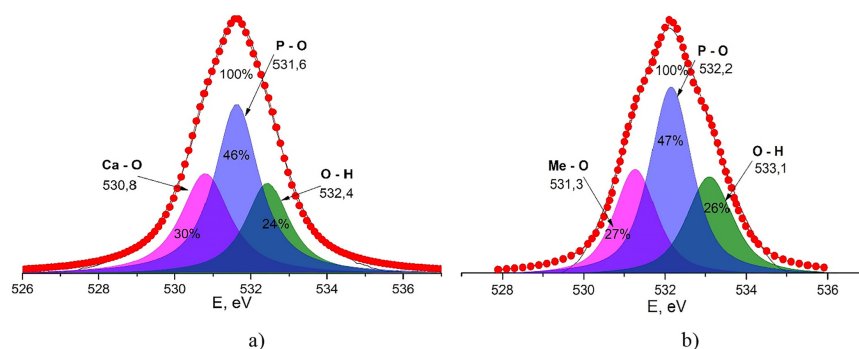 P - O
531,6
100%
Ca - O
530,8
46%
O - H
532,4
30%
24%
526 528 530 532 534 536
E, eV
a)
P - O
532,2
100%
Me - O
531,3
47%
O - H
533,1
27%
26%
528 530 532 534 536
E, eV
b)